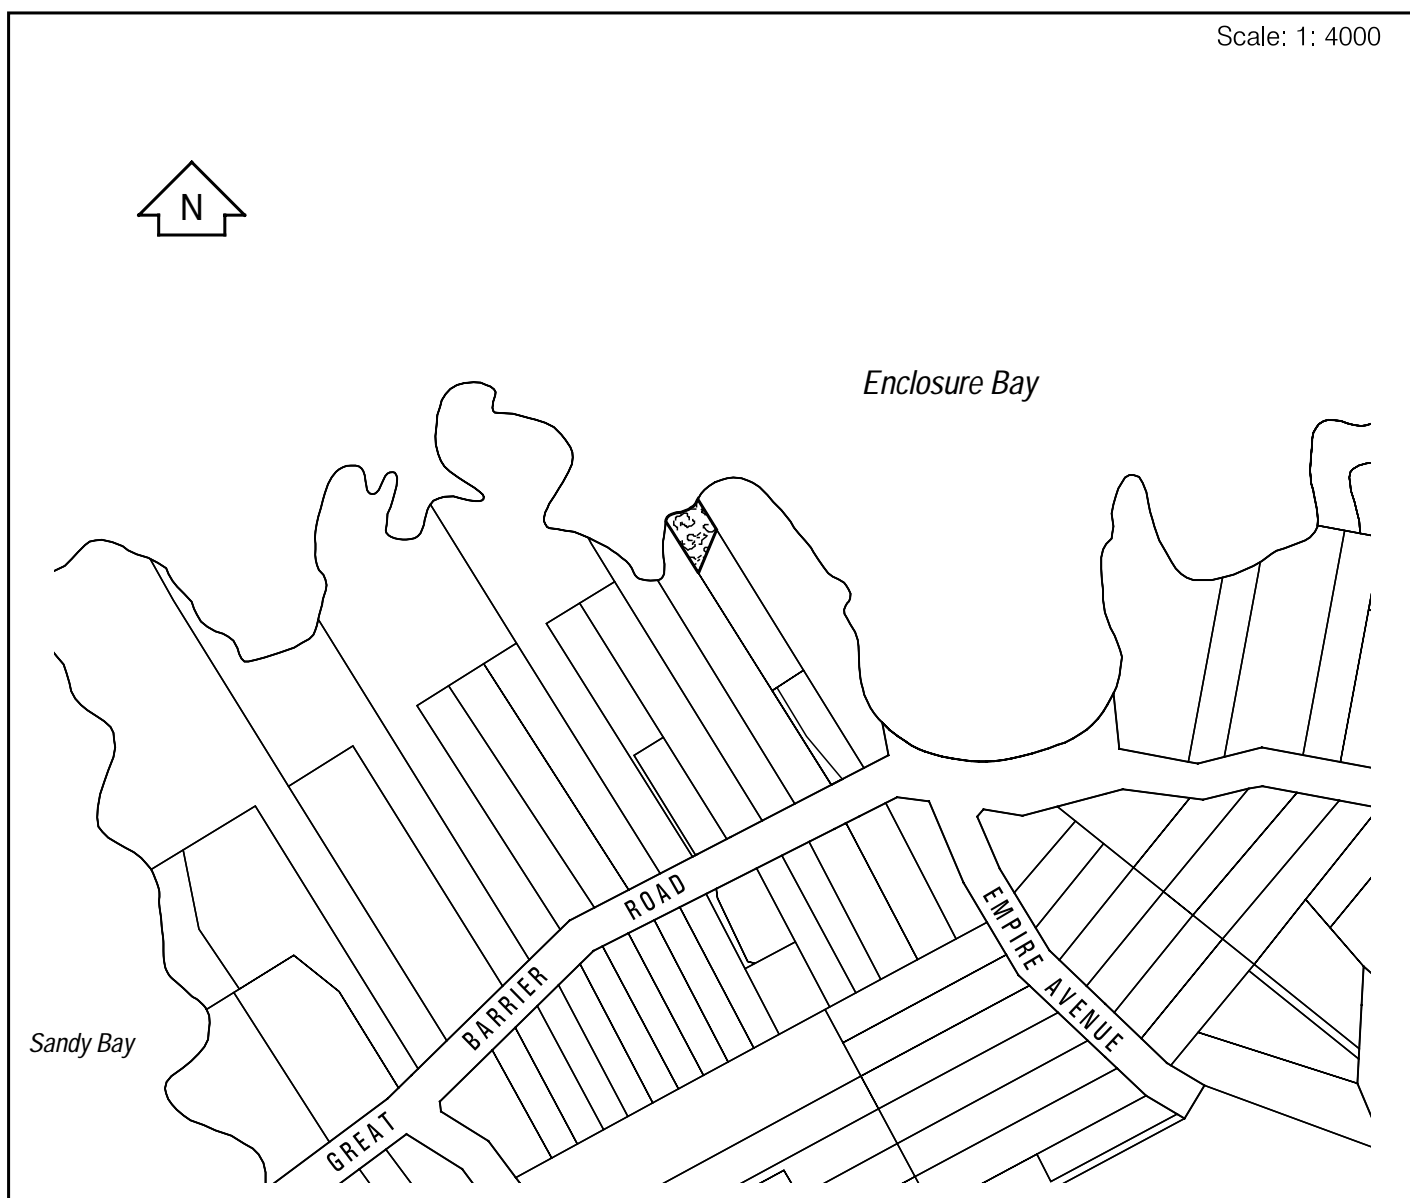 Scale: 1: 4000
N
Enclosure Bay
GREAT BARRIER ROAD
EMPIRE AVENUE
Sandy Bay